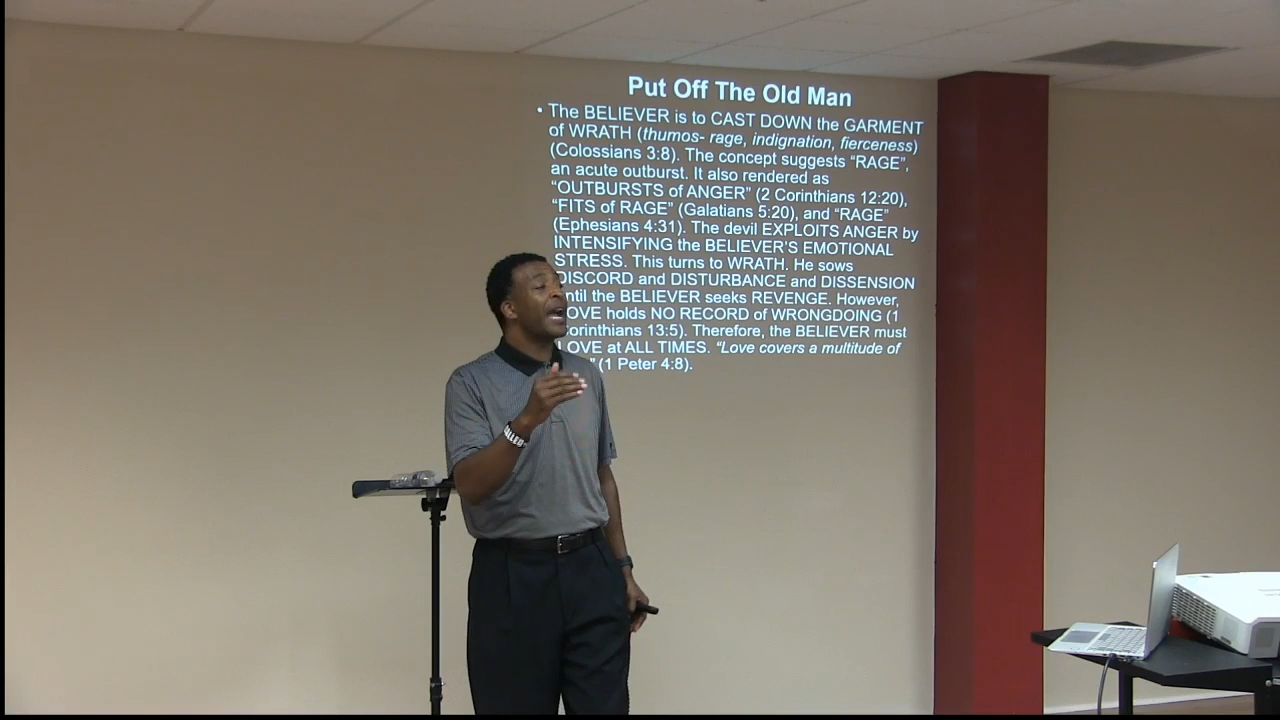 Put Off The Old Man
• The BELIEVER is to CAST DOWN the GARMENT
of WRATH (thumos- rage, indignation, fierceness)
(Colossians 3:8). The concept suggests “RAGE”,
an acute outburst. It also rendered as
“OUTBURSTS of ANGER” (2 Corinthians 12:20),
“FITS of RAGE” (Galatians 5:20), and “RAGE”
(Ephesians 4:31). The devil EXPLOITS ANGER by
INTENSIFYING the BELIEVER’S EMOTIONAL
STRESS. This turns to WRATH. He sows
DISCORD and DISTURBANCE and DISSENSION
ntil the BELIEVER seeks REVENGE. However,
OVE holds NO RECORD of WRONGDOING (1
orinthians 13:5). Therefore, the BELIEVER must
LOVE at ALL TIMES. “Love covers a multitude of
” (1 Peter 4:8).